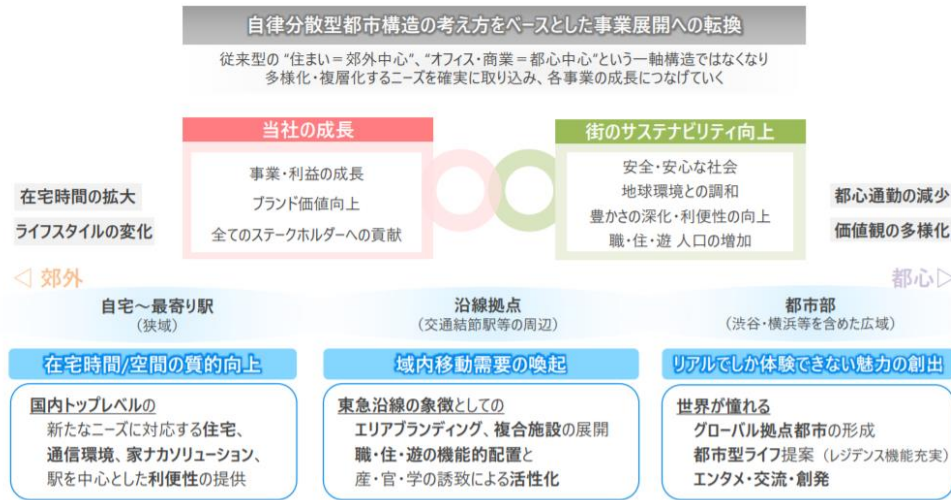 自律分散型都市構造の考え方をベースとした事業展開への転換
従来型の “住まい＝郊外中心”、“オフィス・商業＝都心中心”という一軸構造ではなくなり
多様化・複層化するニーズを確実に取り込み、各事業の成長につなげていく
当社の成長
事業・利益の成長
ブランド価値向上
全てのステークホルダーへの貢献
街のサステナビリティ向上
安全・安心な社会
地球環境との調和
豊かさの深化・利便性の向上
職・住・遊 人口の増加
在宅時間の拡大
ライフスタイルの変化
都心通勤の減少
価値観の多様化
◁ 郊外
都心▷
自宅～最寄り駅
（狭域）
沿線拠点
（交通結節駅等の周辺）
都市部
（渋谷・横浜等を含めた広域）
在宅時間/空間の質的向上
国内トップレベルの
新たなニーズに対応する住宅、
通信環境、家ナカソリューション、
駅を中心とした利便性の提供
域内移動需要の喚起
東急沿線の象徴としての
エリアブランディング、複合施設の展開
職・住・遊の機能的配置と
産・官・学の誘致による活性化
リアルでしか体験できない魅力の創出
世界が憧れる
グローバル拠点都市の形成
都市型ライフ提案（レジデンス機能充実）
エンタメ・交流・創発